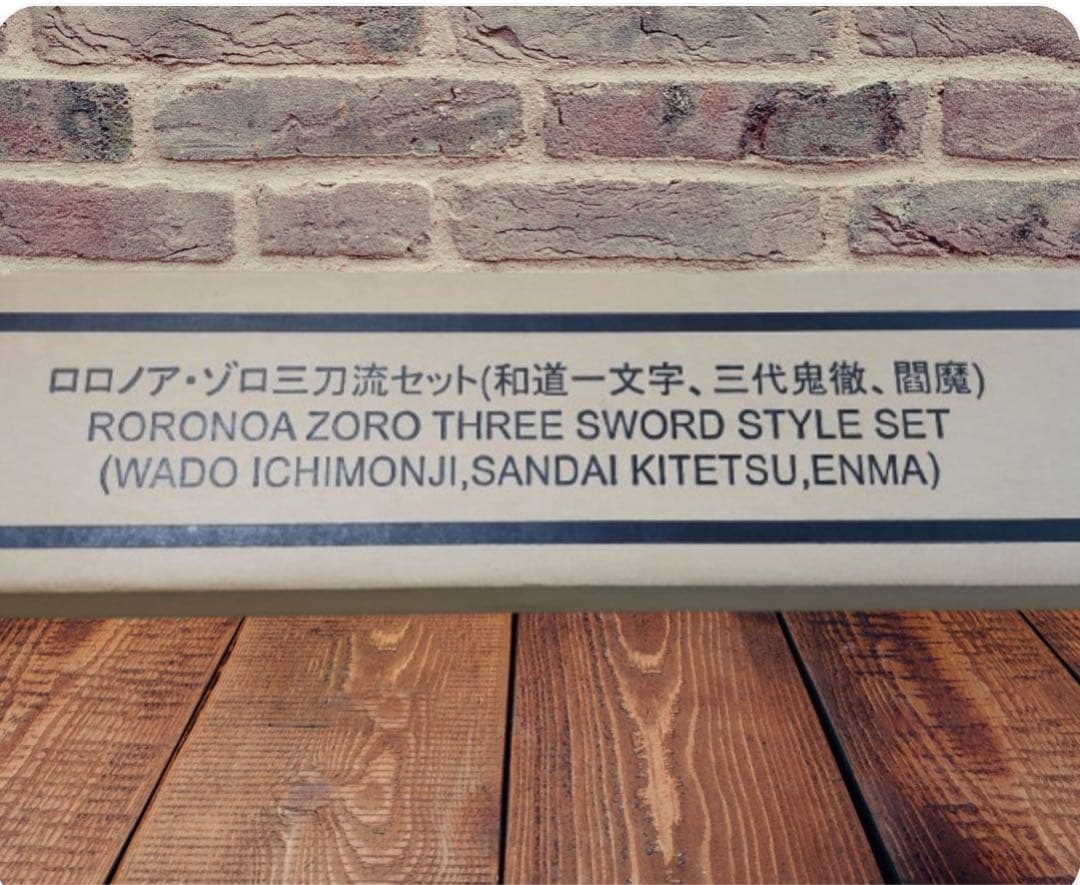 ロロノア・ゾロ三刀流セット(和道一文字、三代鬼徹、閻魔)
RORONOA ZORO THREE SWORD STYLE SET
(WADO ICHIMONJI,SANDAI KITETSU,ENMA)